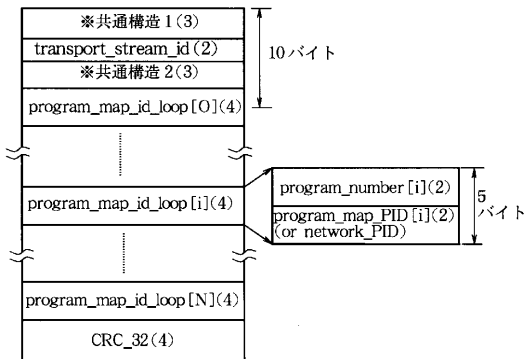 ※共通構造1(3)
transport_stream_id(2)
※共通構造2(3)
program_map_id_loop[O](4)
10バイト
program_map_id_loop[i](4)
program_number[i](2)
program_map_PID[i](2)
(or network_PID)
5
バイト
program_map_id_loop[N](4)
CRC_32(4)